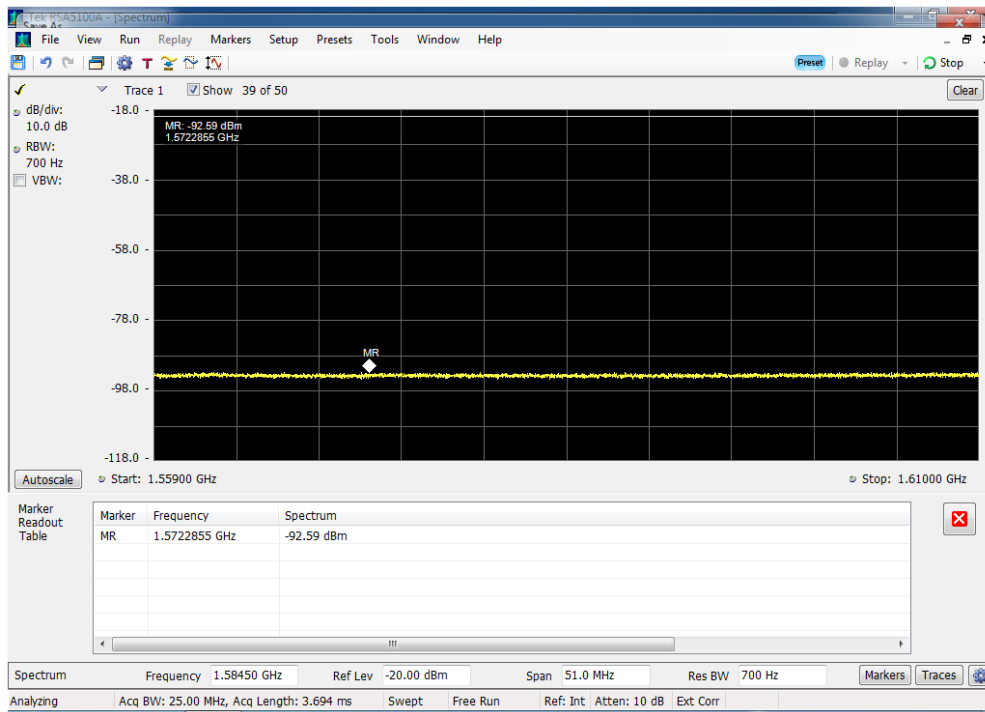 Tek RSA5100A - [Spectrum]
Save As
File View Run Replay Markers Setup Presets Tools Window Help
T Preset Replay Stop
Trace 1 Show 39 of 50 Clear
dB/div:
10.0 dB
RBW:
700 Hz
VBW:
-18.0
MR: -92.59 dBm
1.5722855 GHz
-38.0
-58.0
-78.0
MR
-98.0
-118.0
Autoscale Start: 1.55900 GHz Stop: 1.61000 GHz
Marker
Readout
Table
Marker Frequency Spectrum
MR 1.5722855 GHz -92.59 dBm
Spectrum Frequency 1.58450 GHz Ref Lev -20.00 dBm Span 51.0 MHz Res BW 700 Hz Markers Traces
Analyzing Acq BW: 25.00 MHz, Acq Length: 3.694 ms Swept Free Run Ref: Int Atten: 10 dB Ext Corr